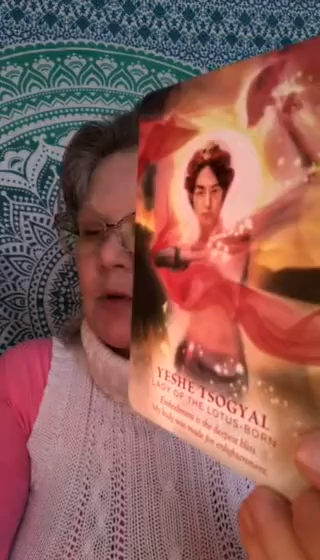 YESHE TSOGYAL
LADY OF THE LOTUS-BORN
Embodiment is the deepest bliss.
My body was made for enlightenment.